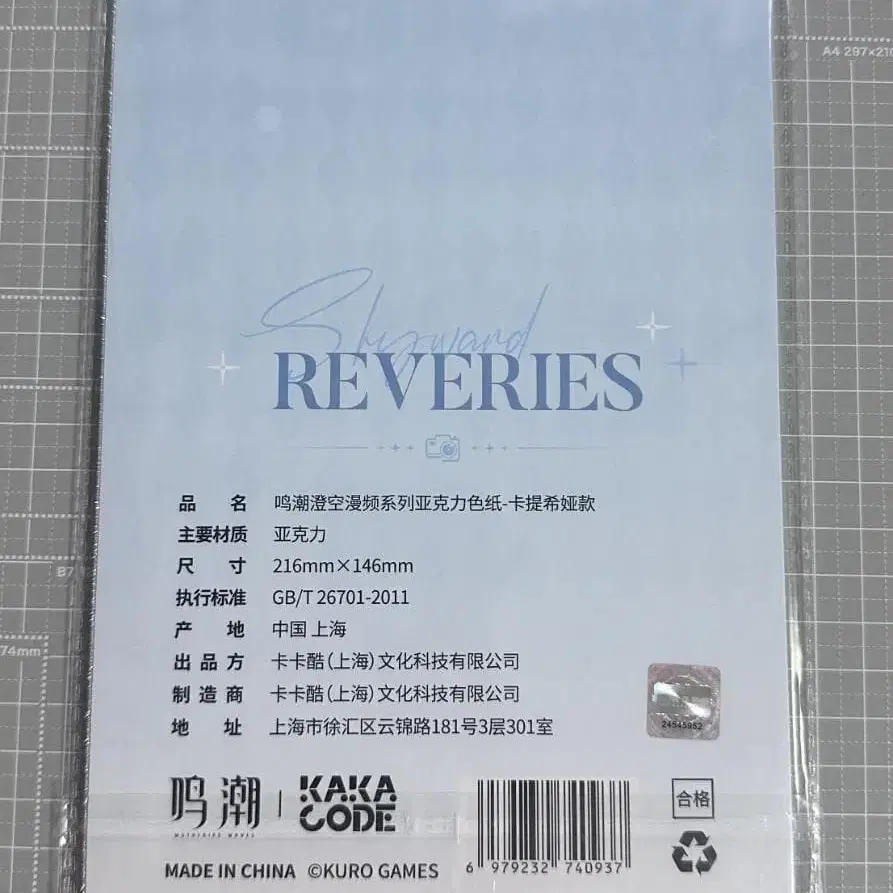 A4 297×210
Skyward
REVERIES
品 名 鸣潮澄空漫频系列亚克力色纸-卡提希娅款
主要材质 亚克力
B7
尺 寸 216mm×146mm
执行标准 GB/T 26701-2011
产 地 中国 上海
74mm
出 品 方 卡卡酷(上海)文化科技有限公司
制 造 商 卡卡酷(上海)文化科技有限公司
地 址 上海市徐汇区云锦路181号3层301室
24545952
鸣潮
WUTHERING WAVES
KAKA CODE
合格
MADE IN CHINA ©KURO GAMES
6 979232 740937